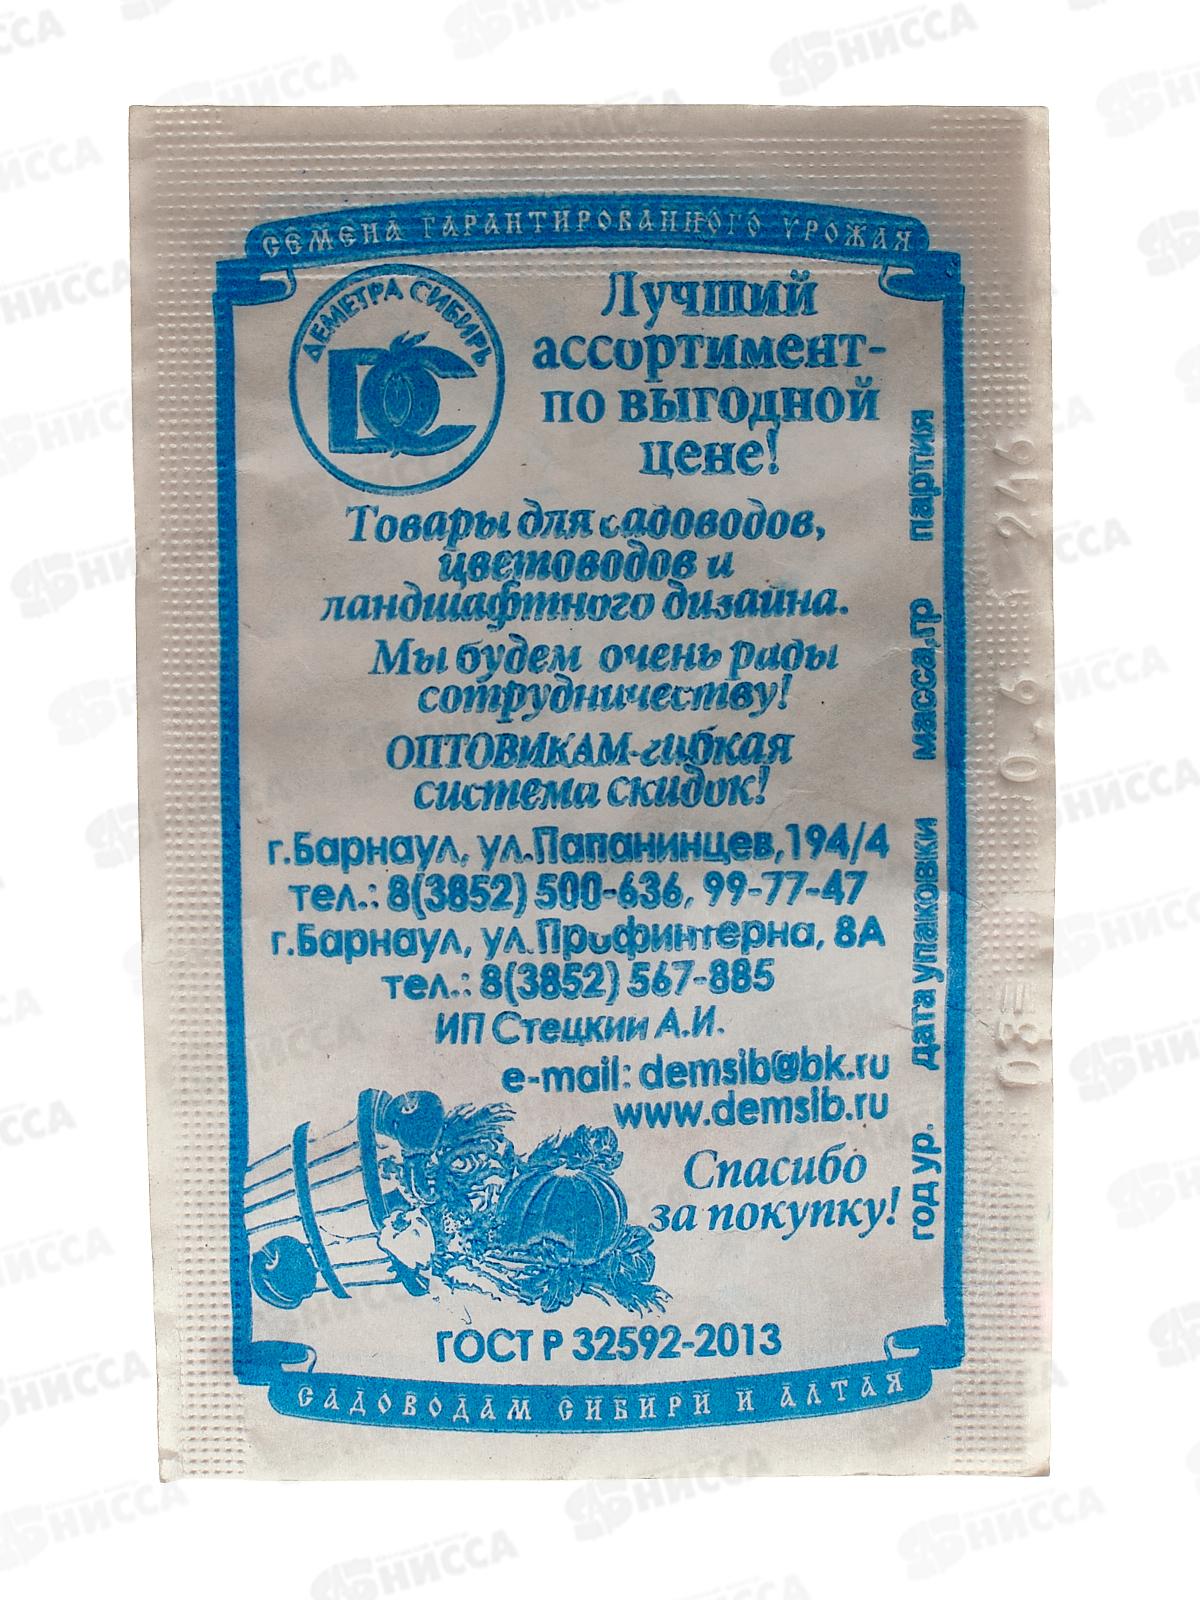 СЕМЕНА ГАРАНТИРОВАННОГО УРОЖАЯ
ДЕМЕТРА СИБИРЬ
DC
Лучший
ассортимент-
по выгодной
цене!
Товары для садоводов,
цветоводов и
ландшафтного дизайна.
Мы будем очень рады
сотрудничеству!
ОПТОВИКАМ-гибкая
система скидок!
г.Барнаул, ул.Папанинцев,194/4
тел.: 8(3852) 500-636, 99-77-47
г.Барнаул, ул.Профинтерна, 8А
тел.: 8(3852) 567-885
ИП Стецкий А.И.
e-mail: demsib@bk.ru
www.demsib.ru
Спасибо
за покупку!
год ур. дата упаковки масса,гр партия
0.6 246
ГОСТ Р 32592-2013
САДОВОДАМ СИБИРИ И АЛТАЯ
НИССА